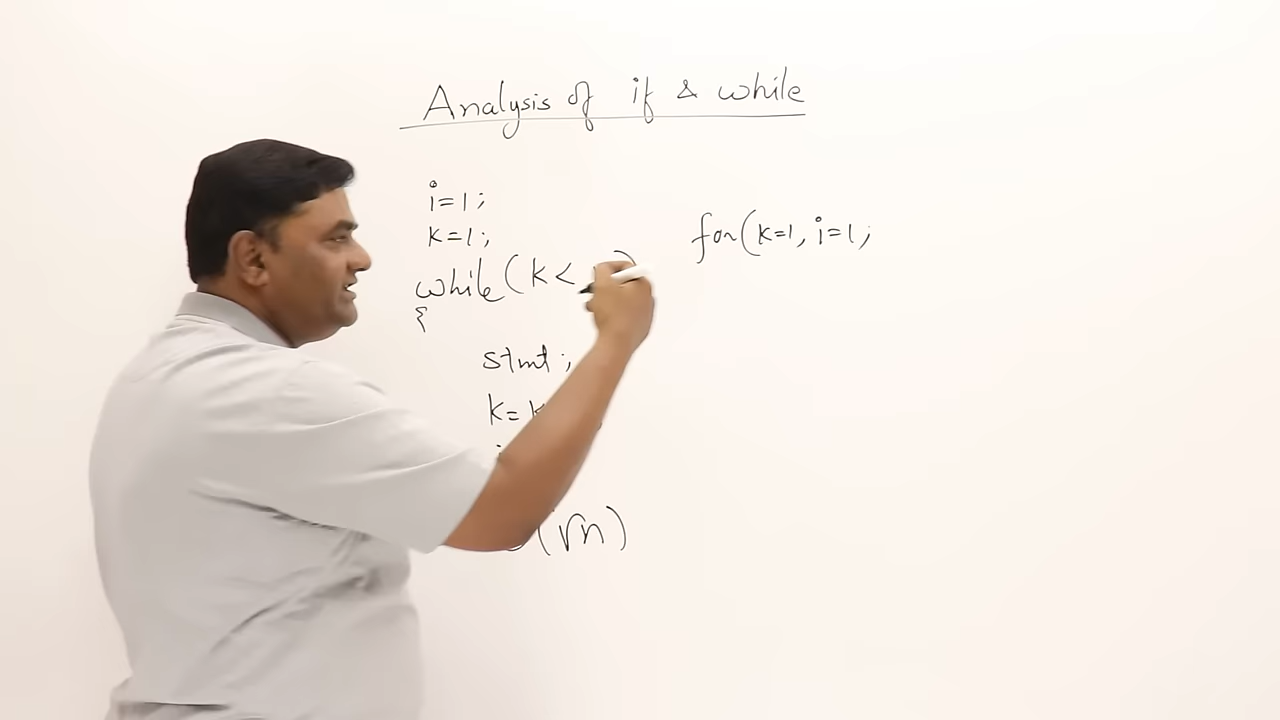 Analysis of if & while
i=1;
k=1;
while(k<
{
stmt;
k=k
(√n)
for(k=1, i=1;